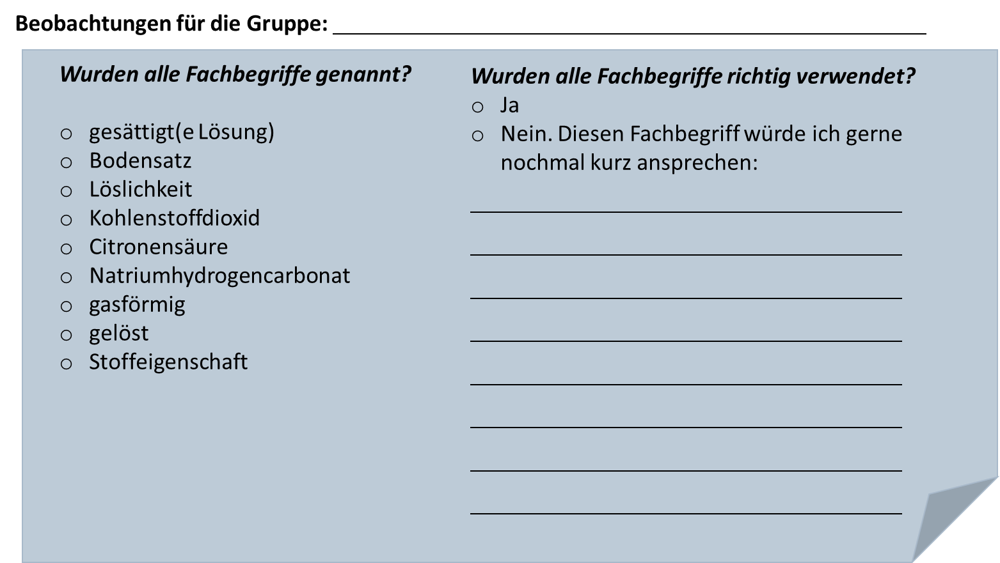 Beobachtungen für die Gruppe:
Wurden alle Fachbegriffe genannt?
gesättigt(e Lösung)
Bodensatz
Löslichkeit
Kohlenstoffdioxid
Citronensäure
Natriumhydrogencarbonat
gasförmig
gelöst
Stoffeigenschaft
Wurden alle Fachbegriffe richtig verwendet?
Ja
Nein. Diesen Fachbegriff würde ich gerne
nochmal kurz ansprechen: